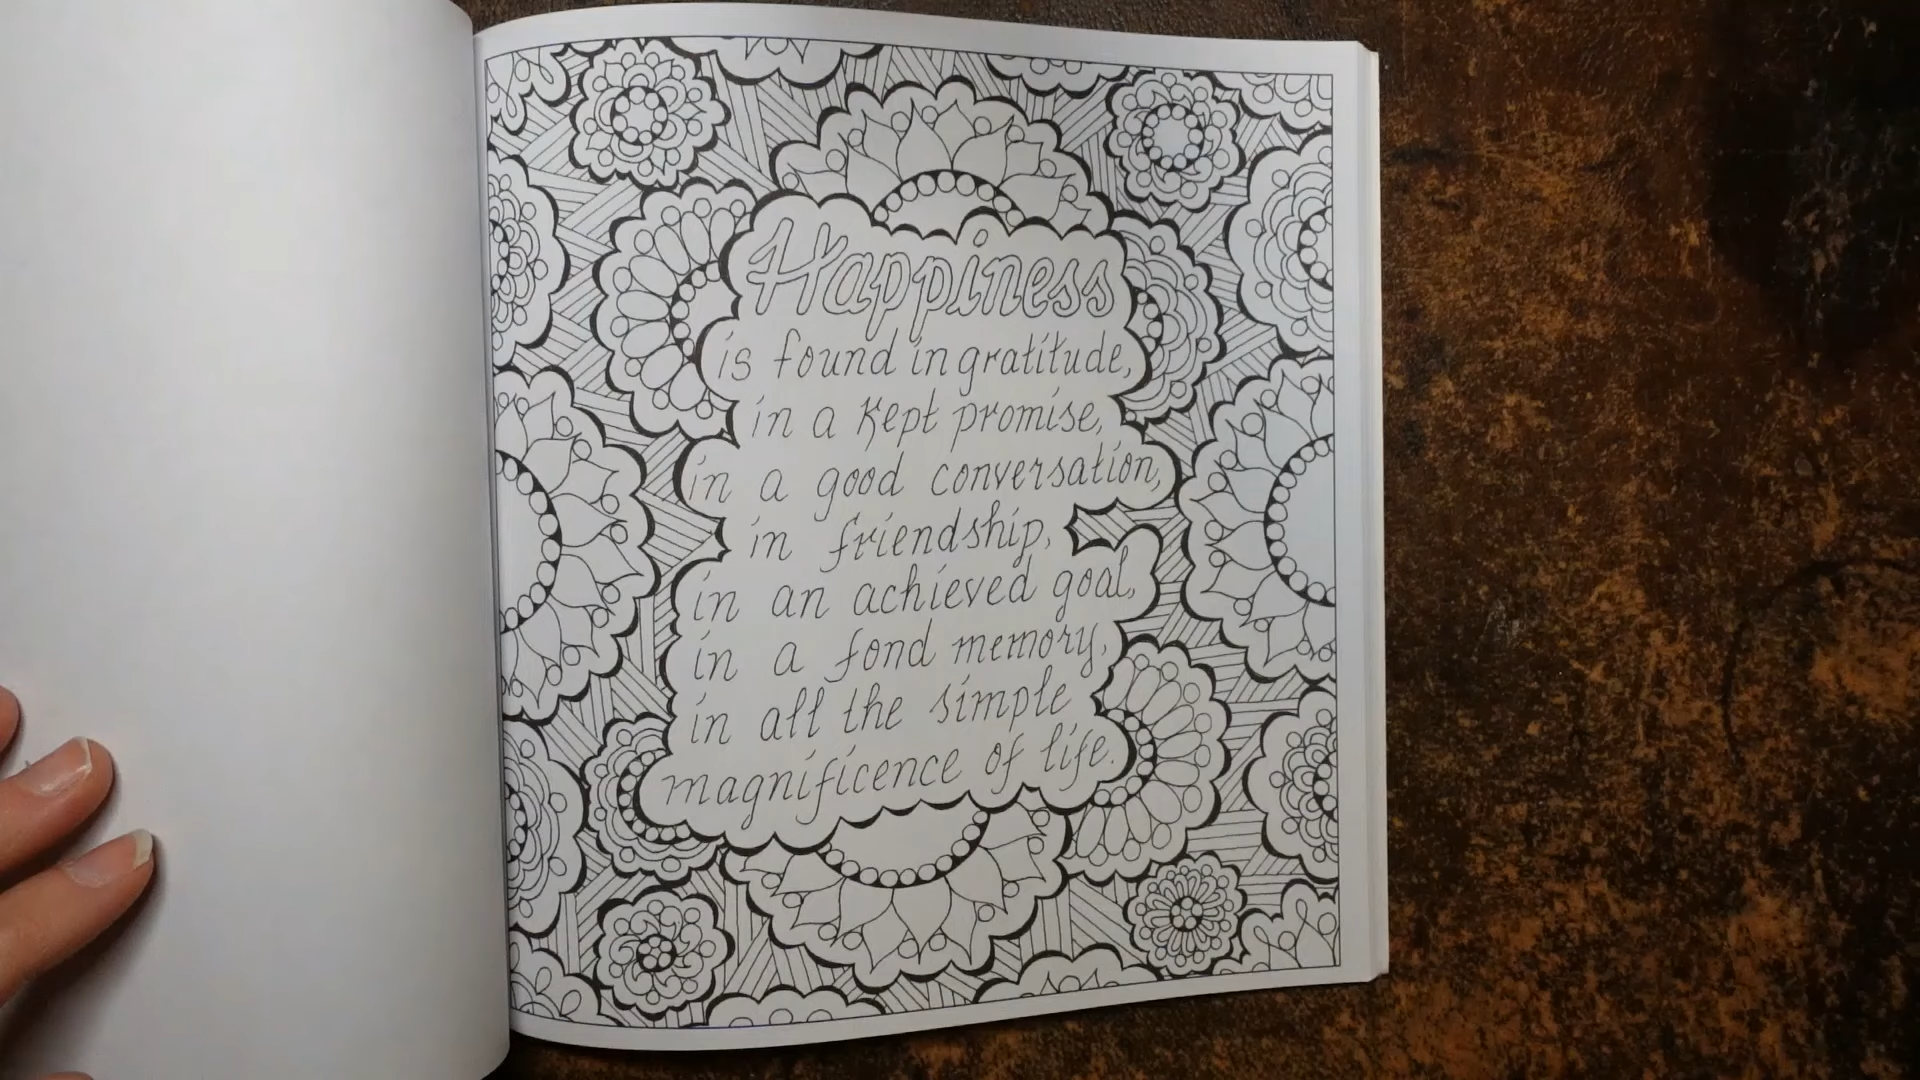 Happiness
is found in gratitude,
in a kept promise,
in a good conversation,
in friendship,
in an achieved goal,
in a fond memory,
in all the simple
magnificence of life.